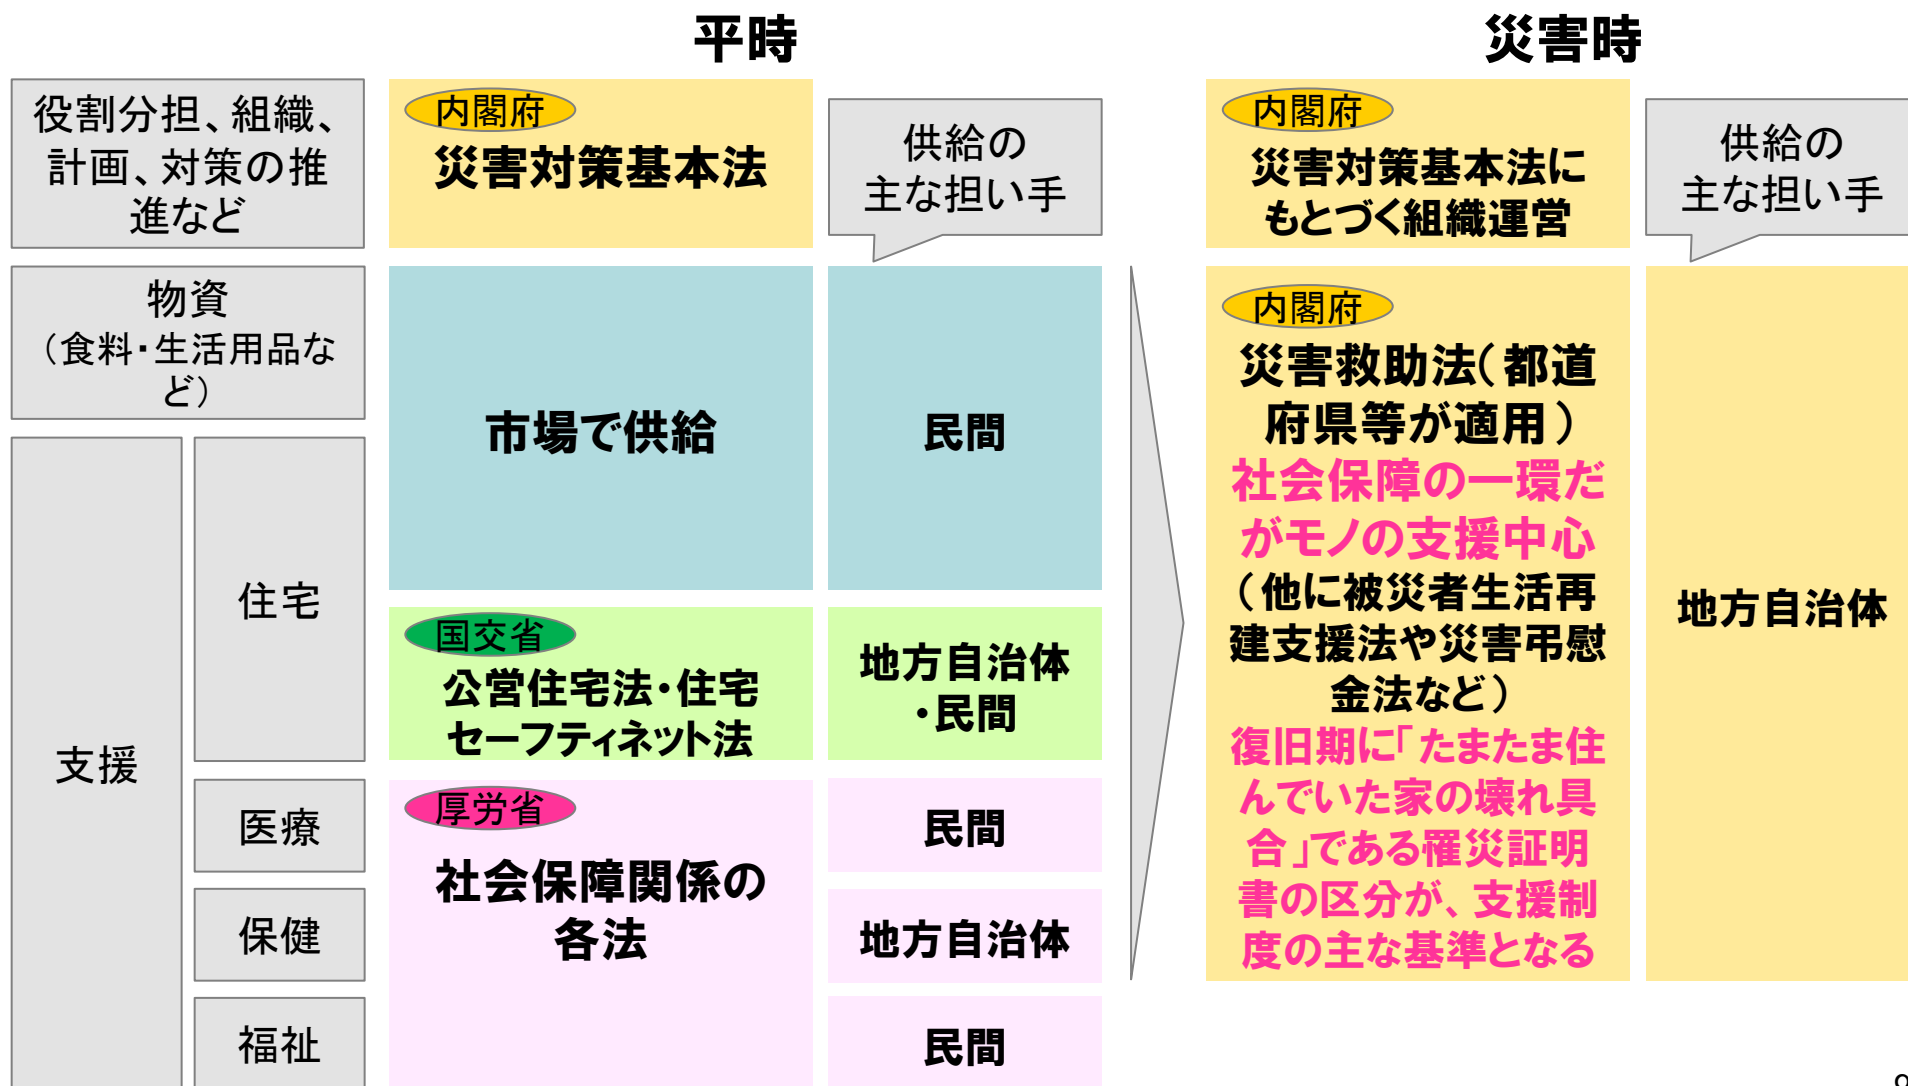 平時
災害時
役割分担、組織、
計画、対策の推
進など
内閣府
災害対策基本法
供給の
主な担い手
内閣府
災害対策基本法に
もとづく組織運営
供給の
主な担い手
物資
（食料・生活用品な
ど）
市場で供給
民間
支援
住宅
国交省
公営住宅法・住宅
セーフティネット法
地方自治体
・民間
医療
保健
福祉
厚労省
社会保障関係の
各法
民間
地方自治体
民間
内閣府
災害救助法（都道
府県等が適用）
社会保障の一環だ
がモノの支援中心
（他に被災者生活再
建支援法や災害弔慰
金法など）
復旧期に「たまたま住
んでいた家の壊れ具
合」である罹災証明
書の区分が、支援制
度の主な基準となる
地方自治体